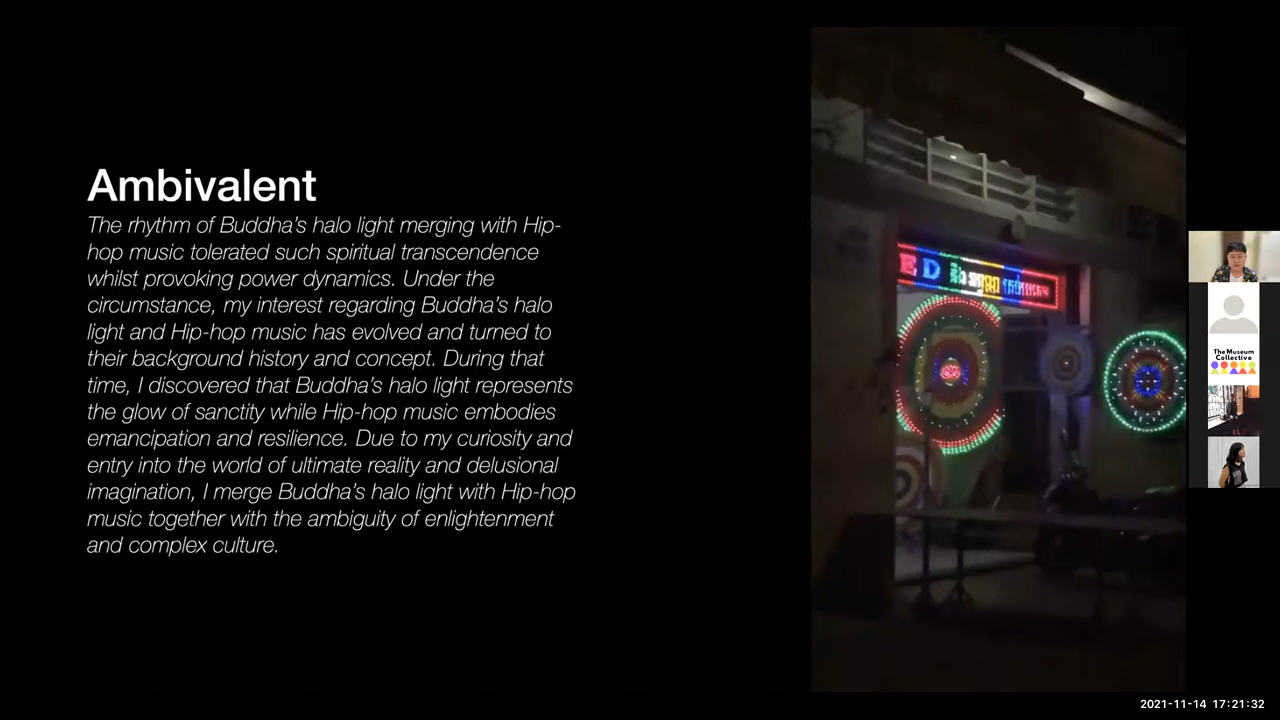 Ambivalent
The rhythm of Buddha's halo light merging with Hip-
hop music tolerated such spiritual transcendence
whilst provoking power dynamics. Under the
circumstance, my interest regarding Buddha's halo
light and Hip-hop music has evolved and turned to
their background history and concept. During that
time, I discovered that Buddha's halo light represents
the glow of sanctity while Hip-hop music embodies
emancipation and resilience. Due to my curiosity and
entry into the world of ultimate reality and delusional
imagination, I merge Buddha's halo light with Hip-hop
music together with the ambiguity of enlightenment
and complex culture.
ED
The Museum
Collective
2021-11-14 17:21:32